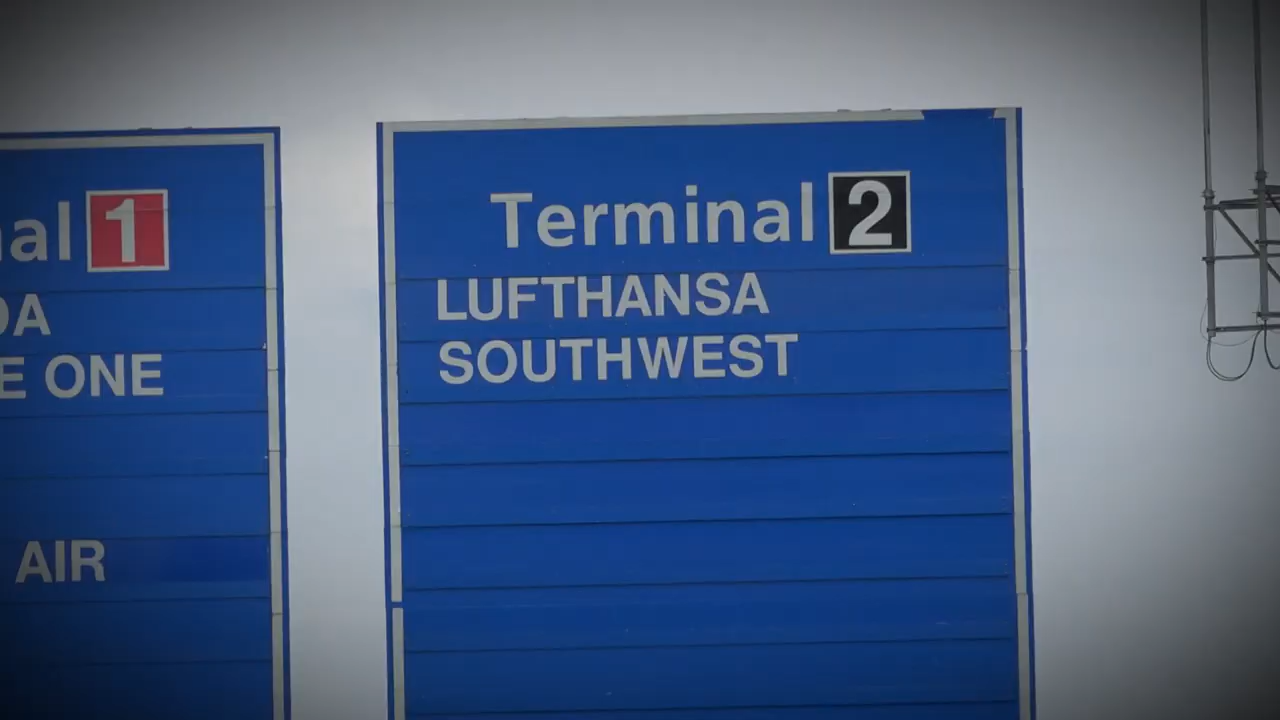 al 1
DA
E ONE
AIR
Terminal 2
LUFTHANSA
SOUTHWEST